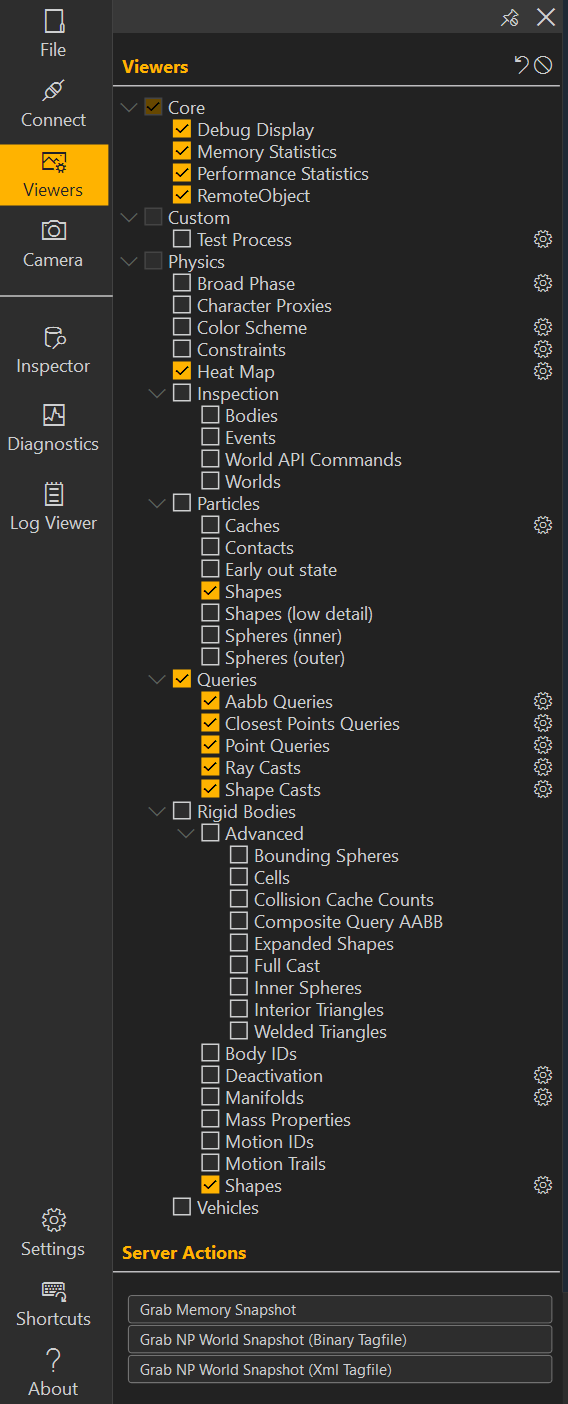 File
Connect
Viewers
Camera
Inspector
Diagnostics
Log Viewer
Settings
Shortcuts
About
Viewers
Core
Debug Display
Memory Statistics
Performance Statistics
RemoteObject
Custom
Test Process
Physics
Broad Phase
Character Proxies
Color Scheme
Constraints
Heat Map
Inspection
Bodies
Events
World API Commands
Worlds
Particles
Caches
Contacts
Early out state
Shapes
Shapes (low detail)
Spheres (inner)
Spheres (outer)
Queries
Aabb Queries
Closest Points Queries
Point Queries
Ray Casts
Shape Casts
Rigid Bodies
Advanced
Bounding Spheres
Cells
Collision Cache Counts
Composite Query AABB
Expanded Shapes
Full Cast
Inner Spheres
Interior Triangles
Welded Triangles
Body IDs
Deactivation
Manifolds
Mass Properties
Motion IDs
Motion Trails
Shapes
Vehicles
Server Actions
Grab Memory Snapshot
Grab NP World Snapshot (Binary Tagfile)
Grab NP World Snapshot (Xml Tagfile)